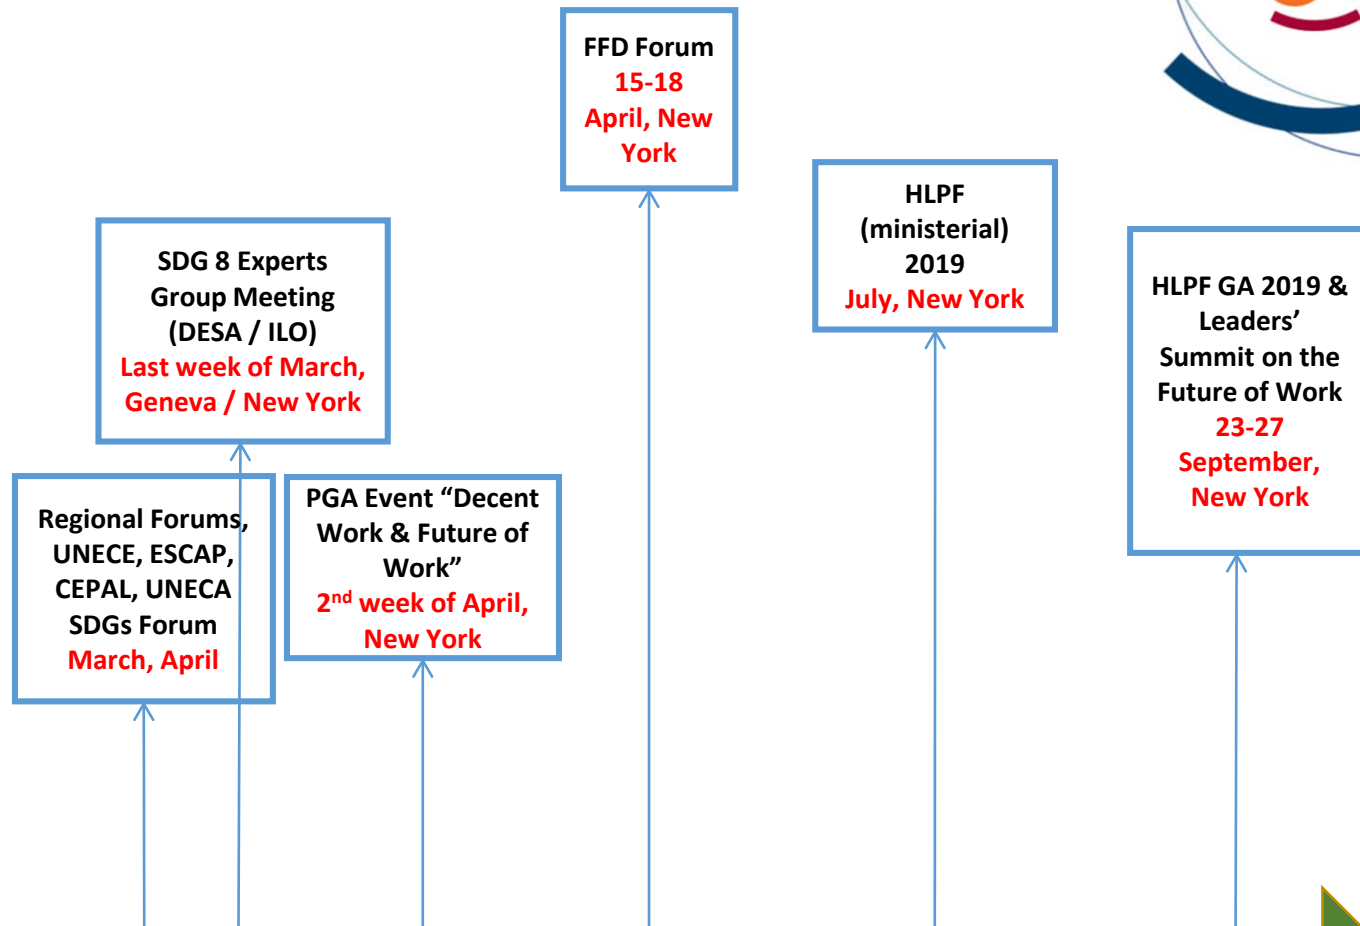 FFD Forum
15-18
April, New
York
HLPF
(ministerial)
2019
July, New York
SDG 8 Experts
Group Meeting
(DESA / ILO)
Last week of March,
Geneva / New York
HLPF GA 2019 &
Leaders’
Summit on the
Future of Work
23-27
September,
New York
Regional Forums,
UNECE, ESCAP,
CEPAL, UNECA
SDGs Forum
March, April
PGA Event “Decent
Work & Future of
Work”
2nd week of April,
New York